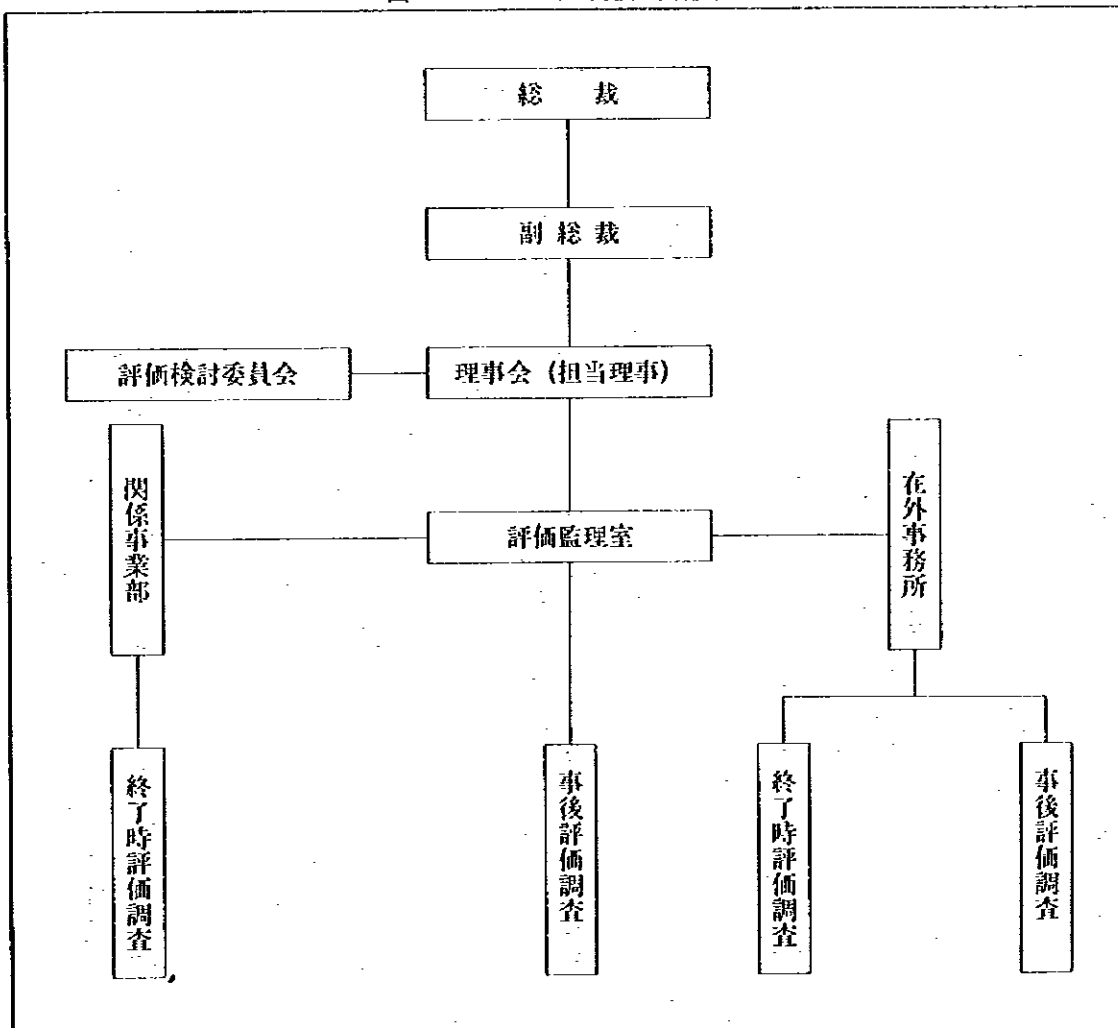 総 裁
副 総 裁
評価検討委員会
理事会 (担当理事)
関係事業部
評価監理室
在外事務所
終了時評価調査
事後評価調査
終了時評価調査
事後評価調査